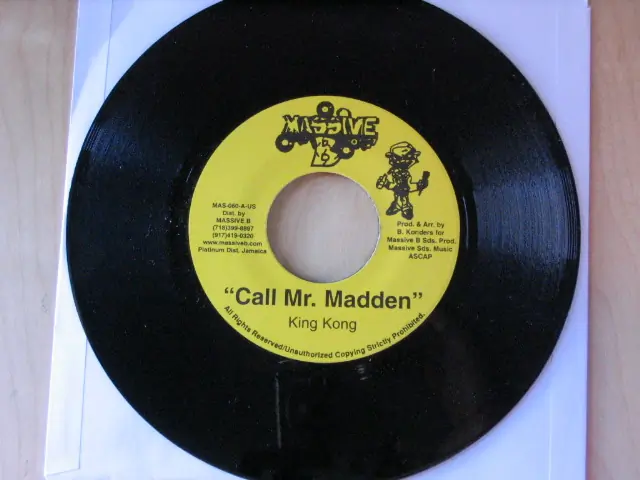 MASSIVE
B
MAS-080-A-US
Dist. by
MASSIVE B
(718)399-8897
(917)419-0320
www.massiveb.com
Platinum Dist, Jamaica
Prod. & Arr. by
B. Konders for
Massive B Sds. Prod.
Massive Sds. Music
ASCAP
"Call Mr. Madden"
King Kong
All Rights Reserved/Unauthorized Copying Strictly Prohibited.